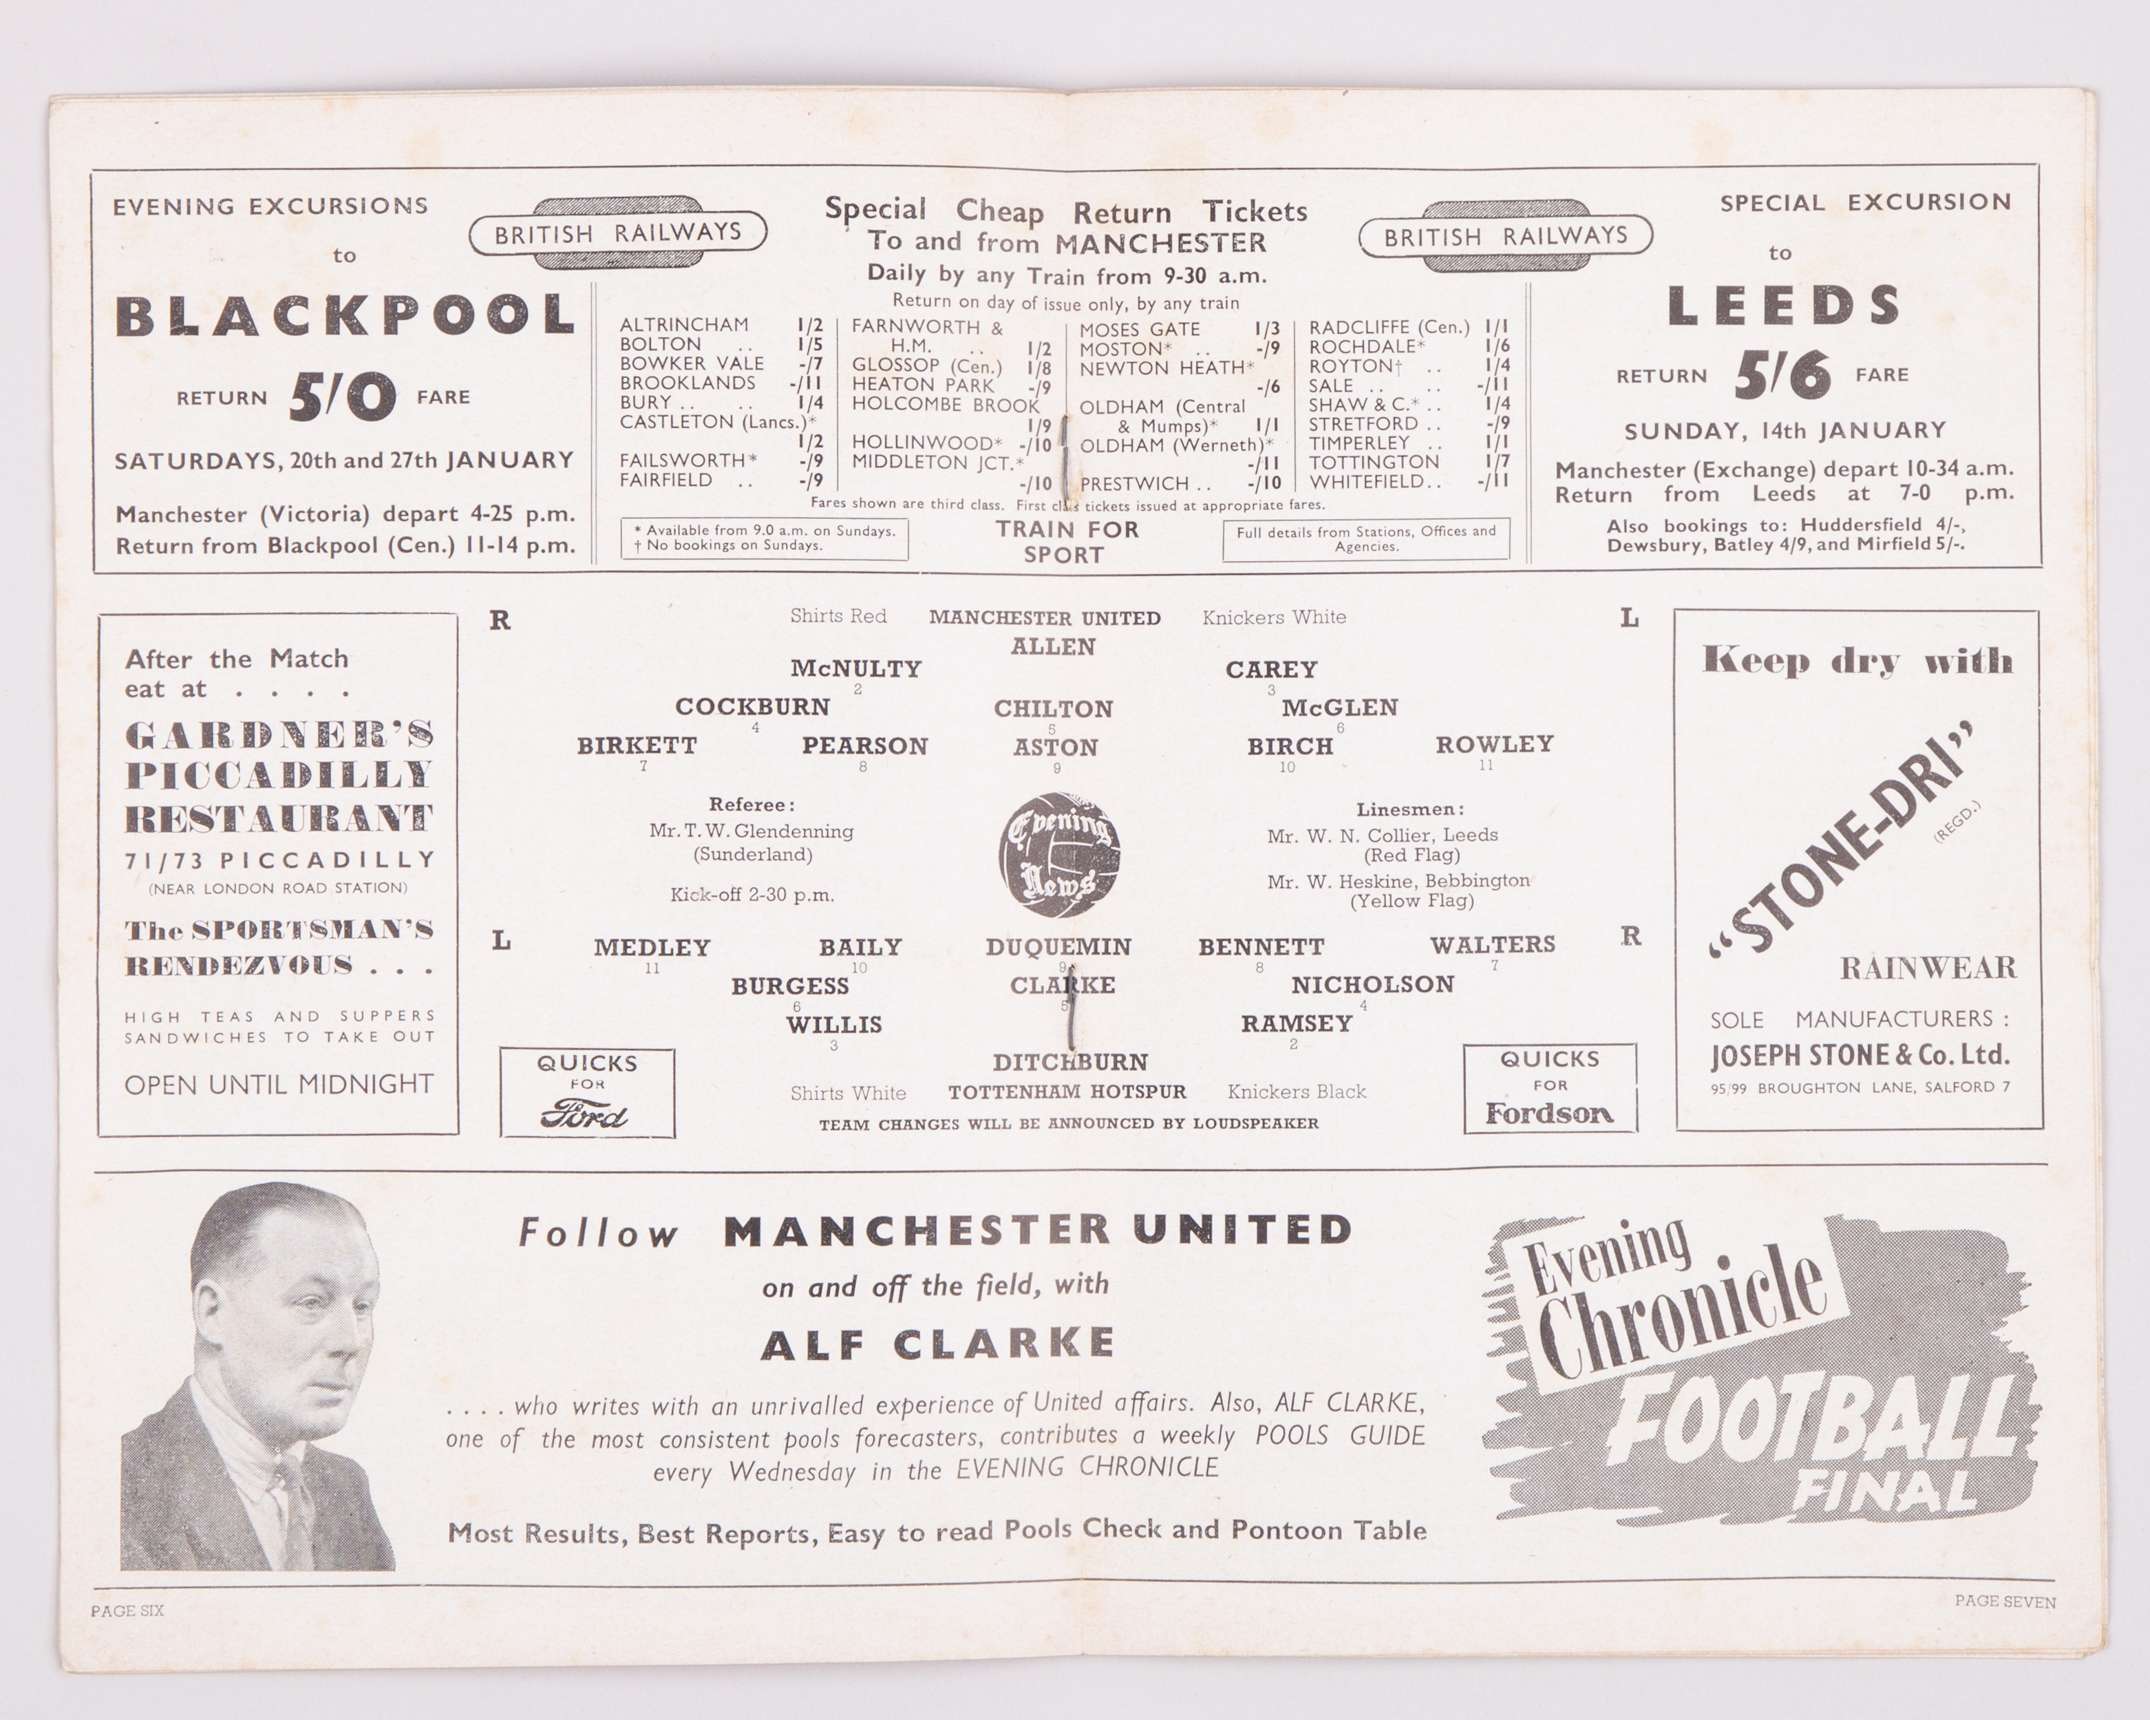 EVENING EXCURSIONS
to
BLACKPOOL
RETURN 5/0 FARE
SATURDAYS, 20th and 27th JANUARY
Manchester (Victoria) depart 4-25 p.m.
Return from Blackpool (Cen.) 11-14 p.m.
BRITISH RAILWAYS
Special Cheap Return Tickets
To and from MANCHESTER
Daily by any Train from 9-30 a.m.
Return on day of issue only, by any train
BRITISH RAILWAYS
ALTRINCHAM 1/2
BOLTON .. 1/5
BOWKER VALE -/7
BROOKLANDS -/11
BURY .. .. 1/4
CASTLETON (Lancs.)*
1/2
FAILSWORTH* -/9
FAIRFIELD .. -/9
FARNWORTH &
H.M. .. 1/2
GLOSSOP (Cen.) 1/8
HEATON PARK -/9
HOLCOMBE BROOK
1/9
HOLLINWOOD* -/10
MIDDLETON JCT.*
-/10
MOSES GATE 1/3
MOSTON* .. -/9
NEWTON HEATH*
-/6
OLDHAM (Central
& Mumps)* 1/1
OLDHAM (Werneth)*
-/11
PRESTWICH .. -/10
RADCLIFFE (Cen.) 1/1
ROCHDALE* 1/6
ROYTON† .. 1/4
SALE .. .. -/11
SHAW & C.* .. 1/4
STRETFORD .. -/9
TIMPERLEY .. 1/1
TOTTINGTON 1/7
WHITEFIELD.. -/11
Fares shown are third class. First class tickets issued at appropriate fares.
* Available from 9.0 a.m. on Sundays.
† No bookings on Sundays.
TRAIN FOR
SPORT
Full details from Stations, Offices and
Agencies.
SPECIAL EXCURSION
to
LEEDS
RETURN 5/6 FARE
SUNDAY, 14th JANUARY
Manchester (Exchange) depart 10-34 a.m.
Return from Leeds at 7-0 p.m.
Also bookings to: Huddersfield 4/-,
Dewsbury, Batley 4/9, and Mirfield 5/-.
After the Match
eat at . . . .
GARDNER'S
PICCADILLY
RESTAURANT
71/73 PICCADILLY
(NEAR LONDON ROAD STATION)
The SPORTSMAN'S
RENDEZVOUS . . .
HIGH TEAS AND SUPPERS
SANDWICHES TO TAKE OUT
OPEN UNTIL MIDNIGHT
R Shirts Red MANCHESTER UNITED Knickers White L
ALLEN
McNULTY CAREY
2 3
COCKBURN CHILTON McGLEN
4 5 6
BIRKETT PEARSON ASTON BIRCH ROWLEY
7 8 9 10 11
Referee:
Mr. T. W. Glendenning
(Sunderland)
Kick-off 2-30 p.m.
Evening
News
Linesmen:
Mr. W. N. Collier, Leeds
(Red Flag)
Mr. W. Heskine, Bebbington
(Yellow Flag)
L MEDLEY BAILY DUQUEMIN BENNETT WALTERS R
11 10 9 8 7
BURGESS CLARKE NICHOLSON
6 5 4
WILLIS RAMSEY
3 2
DITCHBURN
Shirts White TOTTENHAM HOTSPUR Knickers Black
TEAM CHANGES WILL BE ANNOUNCED BY LOUDSPEAKER
QUICKS
FOR
Ford
QUICKS
FOR
Fordson
Keep dry with
"STONE-DRI"
(REGD.)
RAINWEAR
SOLE MANUFACTURERS :
JOSEPH STONE & Co. Ltd.
95/99 BROUGHTON LANE, SALFORD 7
Follow MANCHESTER UNITED
on and off the field, with
ALF CLARKE
. . . . who writes with an unrivalled experience of United affairs. Also, ALF CLARKE,
one of the most consistent pools forecasters, contributes a weekly POOLS GUIDE
every Wednesday in the EVENING CHRONICLE
Most Results, Best Reports, Easy to read Pools Check and Pontoon Table
Evening
Chronicle
FOOTBALL
FINAL
PAGE SIX
PAGE SEVEN